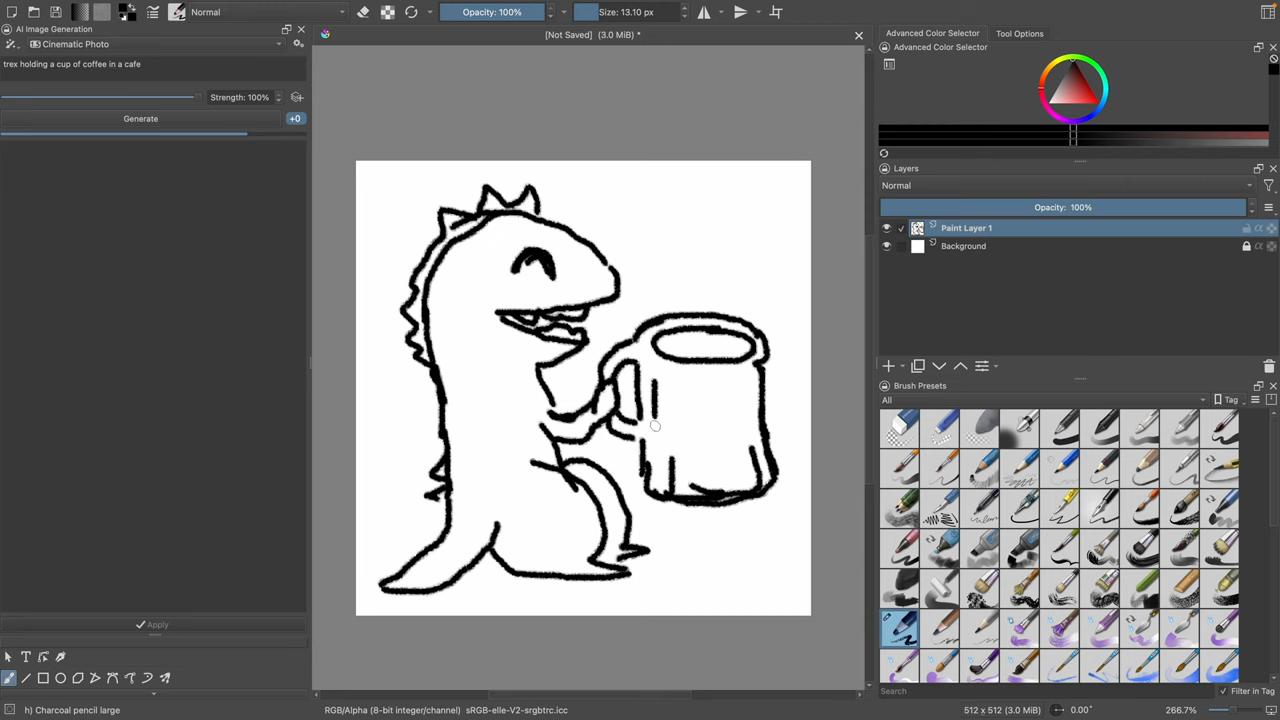 Normal
Opacity: 100%
Size: 13.10 px
AI Image Generation
Cinematic Photo
trex holding a cup of coffee in a cafe
Strength: 100%
Generate
+0
Apply
[Not Saved] (3.0 MiB) *
Advanced Color Selector
Tool Options
Advanced Color Selector
Layers
Normal
Opacity: 100%
Paint Layer 1
Background
Brush Presets
All
Tag
Search
Filter in Tag
h) Charcoal pencil large
RGB/Alpha (8-bit integer/channel) sRGB-elle-V2-srgbtrc.icc
512 x 512 (3.0 MiB)
0.00°
266.7%